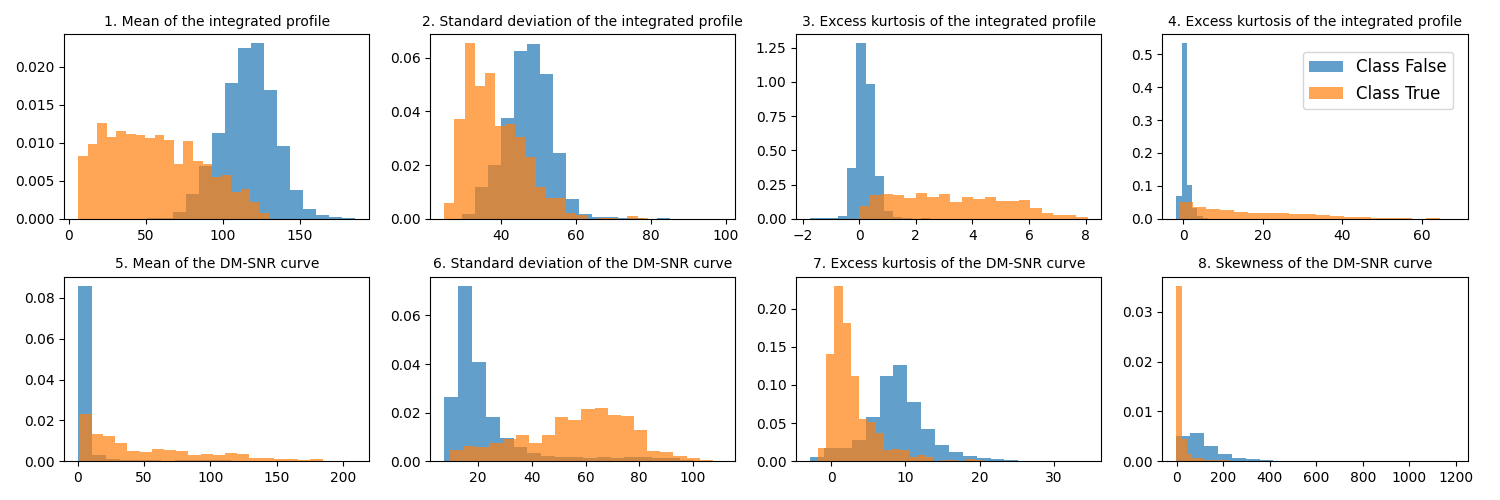 1. Mean of the integrated profile
0.020
0.015
0.010
0.005
0.000
0 50 100 150
2. Standard deviation of the integrated profile
0.06
0.04
0.02
0.00
40 60 80 100
3. Excess kurtosis of the integrated profile
1.25
1.00
0.75
0.50
0.25
0.00
−2 0 2 4 6 8
4. Excess kurtosis of the integrated profile
0.5
0.4
0.3
0.2
0.1
0.0
0 20 40 60
Class False
Class True
5. Mean of the DM-SNR curve
0.08
0.06
0.04
0.02
0.00
0 50 100 150 200
6. Standard deviation of the DM-SNR curve
0.06
0.04
0.02
0.00
20 40 60 80 100
7. Excess kurtosis of the DM-SNR curve
0.20
0.15
0.10
0.05
0.00
0 10 20 30
8. Skewness of the DM-SNR curve
0.03
0.02
0.01
0.00
0 200 400 600 800 1000 1200